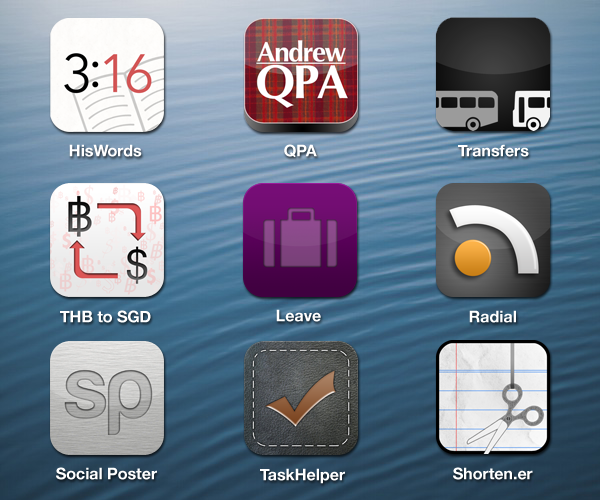 3:16
Andrew
QPA
HisWords
QPA
Transfers
฿
$
THB to SGD
Leave
Radial
sp
Social Poster
TaskHelper
Shorten.er